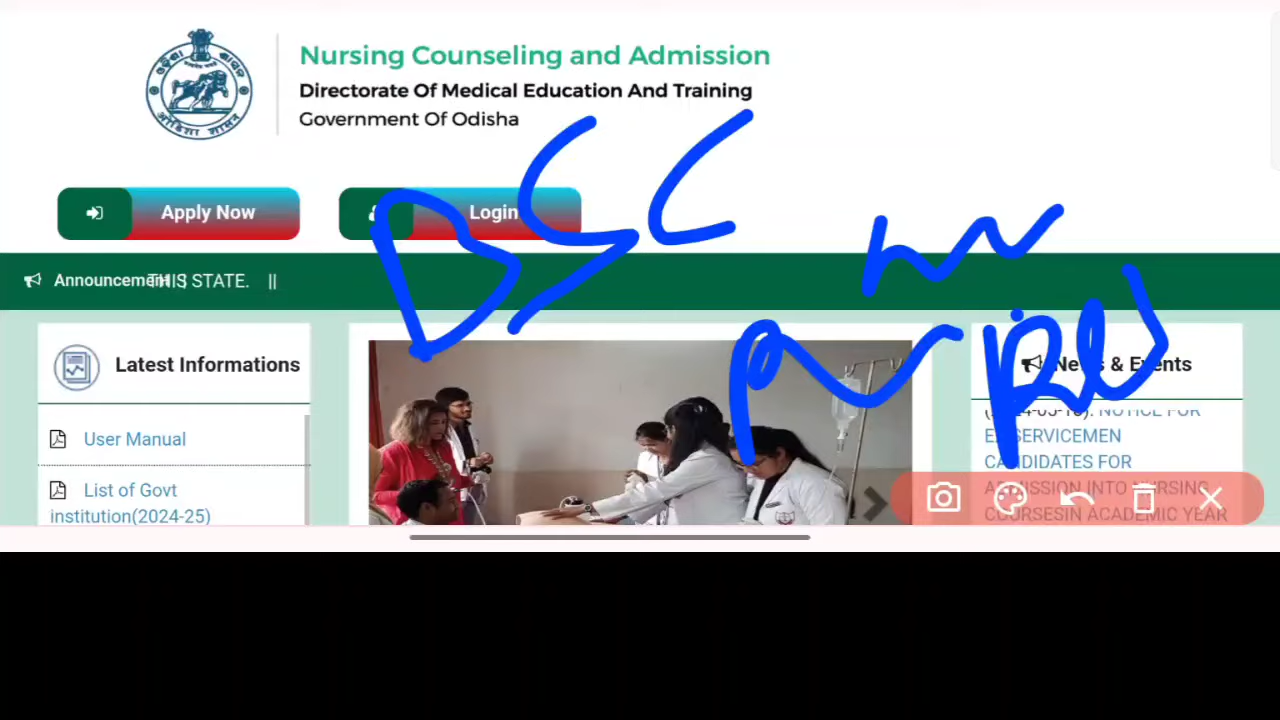 Nursing Counseling and Admission
Directorate Of Medical Education And Training
Government Of Odisha
Apply Now
Login
BSC
Announcement
THIS STATE. ||
Latest Informations
News & Events
User Manual
List of Govt
institution(2024-25)
NOTICE FOR
EX-SERVICEMEN
CANDIDATES FOR
ADMISSION INTO NURSING
COURSESIN ACADEMIC YEAR